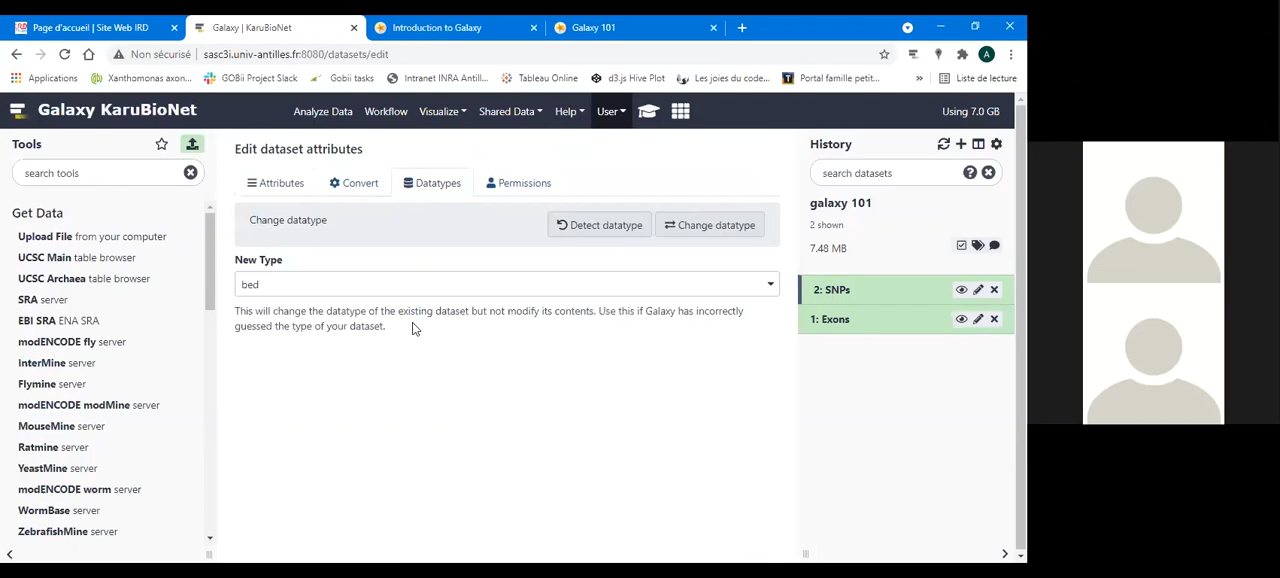 Page d'accueil | Site Web IRD
Galaxy | KaruBioNet
Introduction to Galaxy
Galaxy 101
Non sécurisé
sasc3i.univ-antilles.fr:8080/datasets/edit
A
Applications
Xanthomonas axon...
GOBii Project Slack
Gobii tasks
Intranet INRA Antill...
Tableau Online
d3.js Hive Plot
Les joies du code...
Portal famille petit...
»
Liste de lecture
Galaxy KaruBioNet
Analyze Data
Workflow
Visualize
Shared Data
Help
User
Using 7.0 GB
Tools
search tools
Get Data
Upload File from your computer
UCSC Main table browser
UCSC Archaea table browser
SRA server
EBI SRA ENA SRA
modENCODE fly server
InterMine server
Flymine server
modENCODE modMine server
MouseMine server
Ratmine server
YeastMine server
modENCODE worm server
WormBase server
ZebrafishMine server
Edit dataset attributes
Attributes
Convert
Datatypes
Permissions
Change datatype
Detect datatype
Change datatype
New Type
bed
This will change the datatype of the existing dataset but not modify its contents. Use this if Galaxy has incorrectly
guessed the type of your dataset.
History
search datasets
galaxy 101
2 shown
7.48 MB
2: SNPs
1: Exons